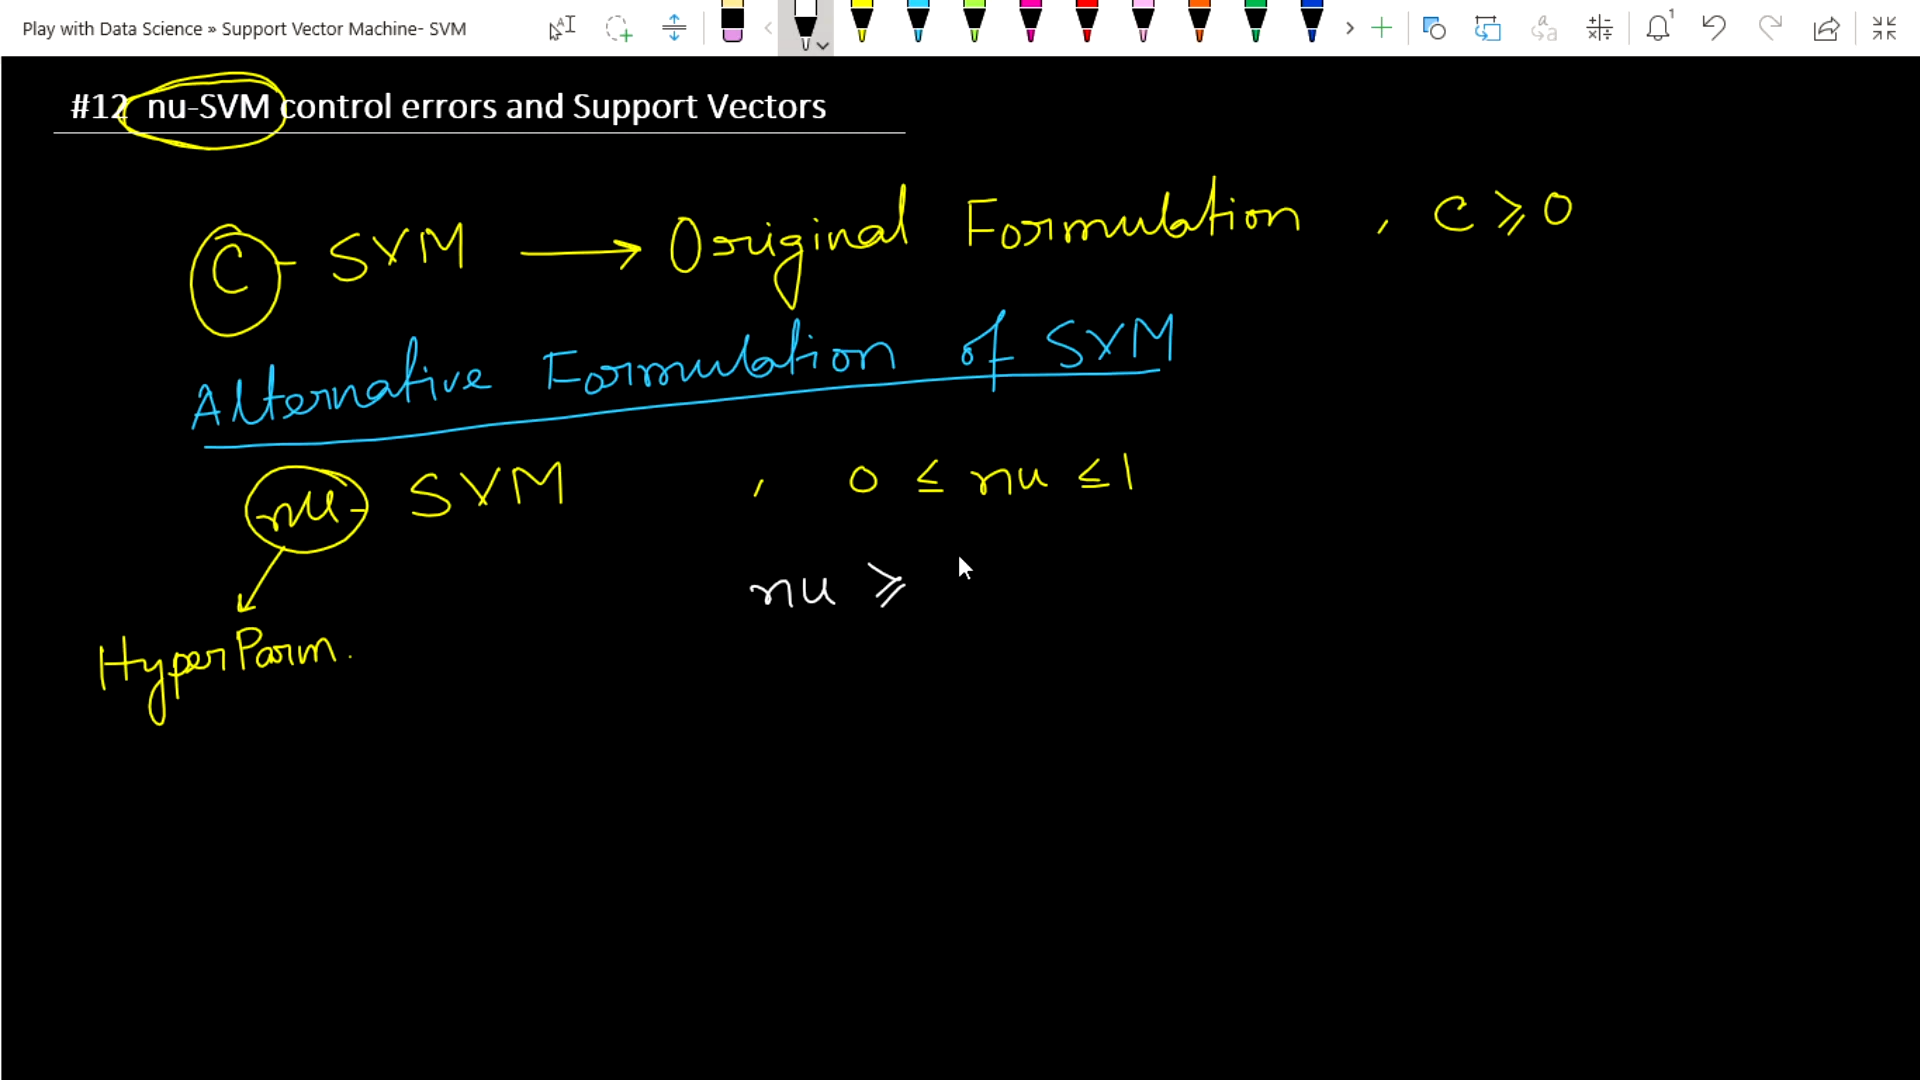 Play with Data Science » Support Vector Machine- SVM
#12 nu-SVM control errors and Support Vectors
C - SVM → Original Formulation , C ≥ 0
Alternative Formulation of SVM
nu- SVM , 0 ≤ nu ≤ 1
nu ≥
HyperParm.